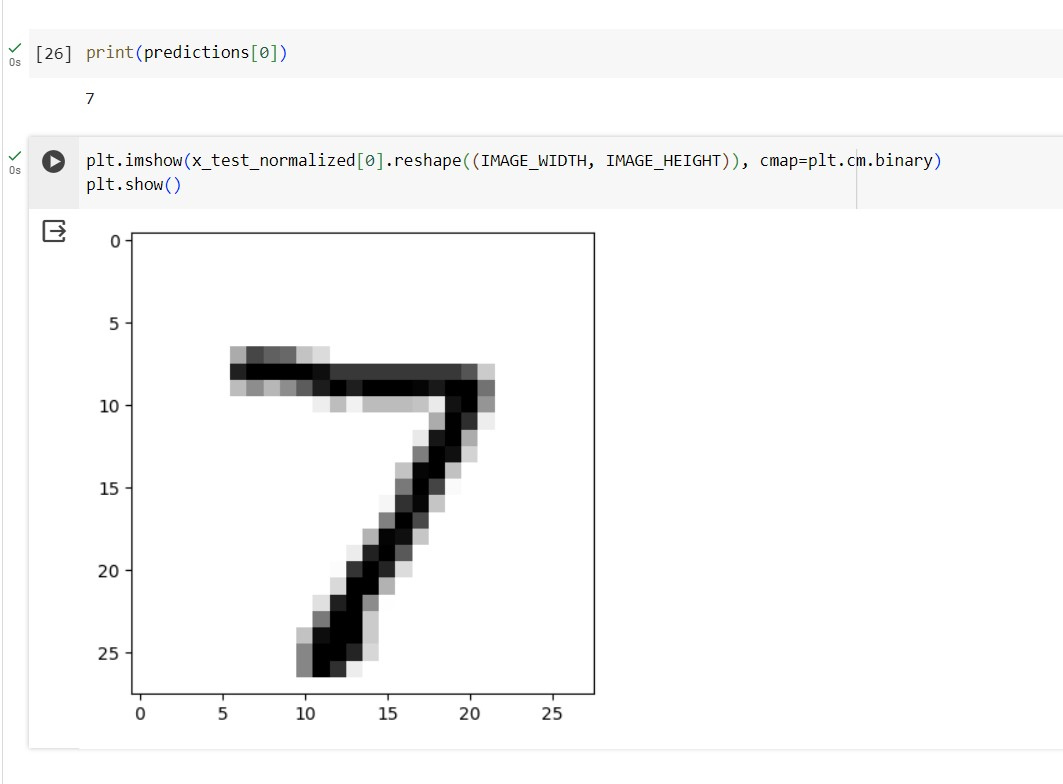 [26] print(predictions[0])
0s
7
plt.imshow(x_test_normalized[0].reshape((IMAGE_WIDTH, IMAGE_HEIGHT)), cmap=plt.cm.binary)
0s
plt.show()
0
5
10
15
20
25
7
0 5 10 15 20 25